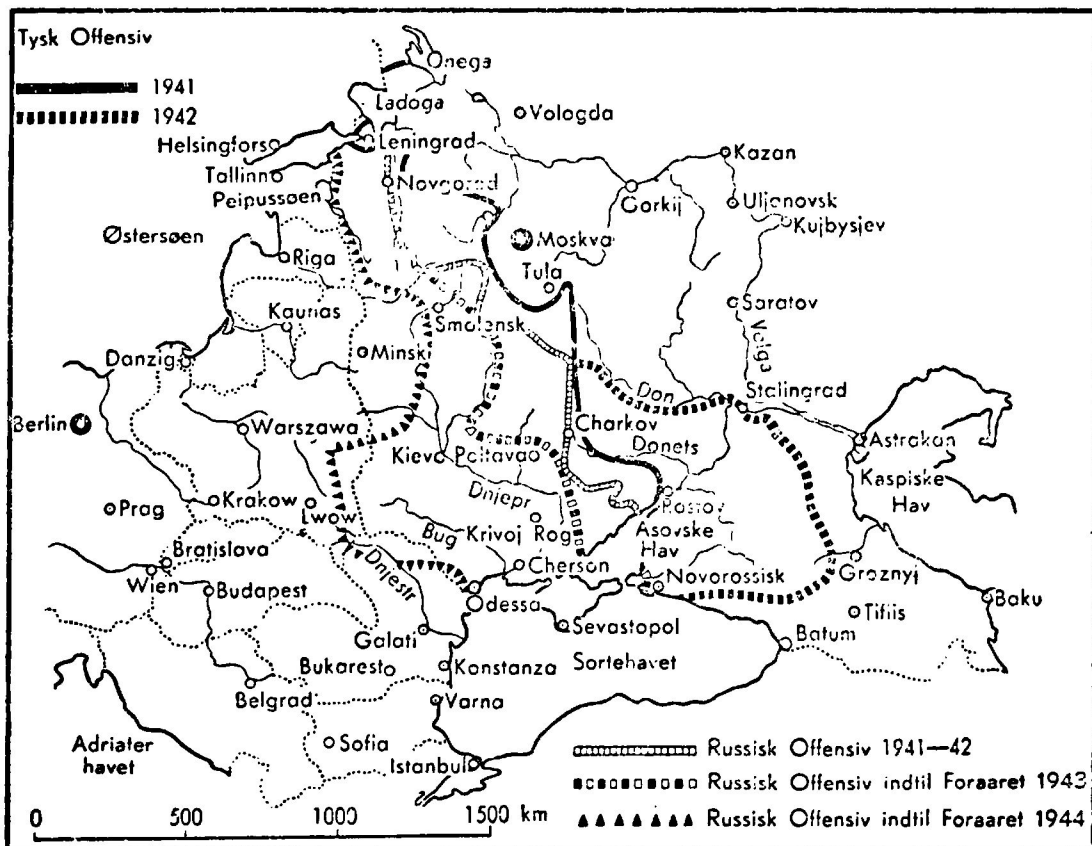 Tysk Offensiv
1941
1942
Onega
Ladoga
Vologda
Helsingfors
Leningrad
Kazan
Tallinn
Novgorod
Peipussøen
Gorkij
Uljanovsk
Kujbysjev
Østersøen
Moskva
Riga
Tula
Kaunas
Smolensk
Saratov
Volga
Minsk
Danzig
Don
Stalingrad
Berlin
Warszawa
Charkov
Astrakan
Donets
Kiev
Poltava
Kaspiske
Hav
Dnjepr
Prag
Krakow
Lwow
Rostov
Bug
Krivoj Rog
Asovske
Hav
Bratislava
Dnjestr
Cherson
Novorossisk
Groznyj
Wien
Budapest
Odessa
Baku
Tiflis
Galati
Sevastopol
Batum
Bukarest
Konstanza
Sortehavet
Belgrad
Varna
Adriater
havet
Sofia
Istanbul
Russisk Offensiv 1941—42
Russisk Offensiv indtil Foraaret 1943
Russisk Offensiv indtil Foraaret 1944
0 500 1000 1500 km